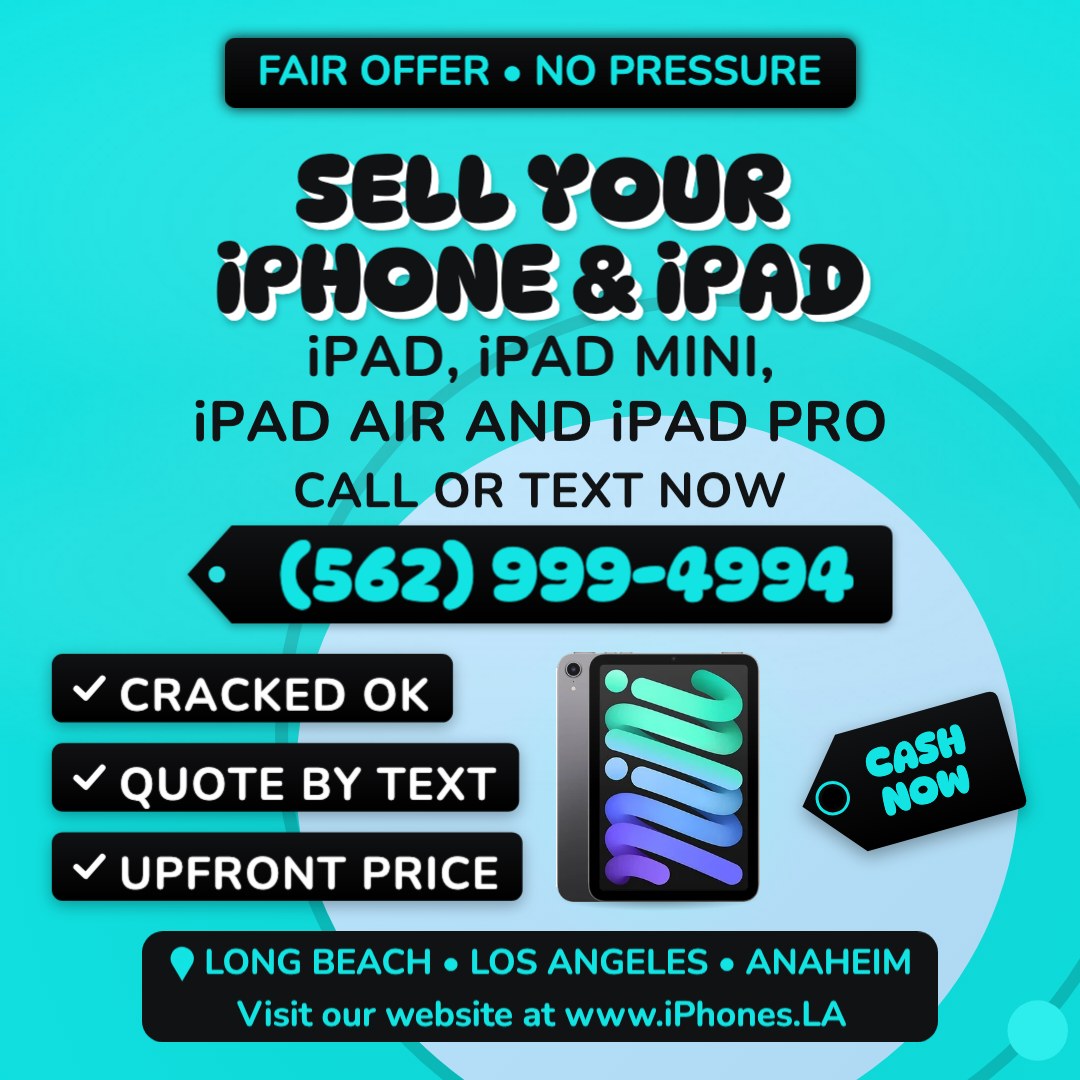 FAIR OFFER • NO PRESSURE
SELL YOUR
iPHONE & iPAD
iPAD, iPAD MINI,
iPAD AIR AND iPAD PRO
CALL OR TEXT NOW
(562) 999-4994
✓ CRACKED OK
✓ QUOTE BY TEXT
✓ UPFRONT PRICE
CASH
NOW
LONG BEACH • LOS ANGELES • ANAHEIM
Visit our website at www.iPhones.LA